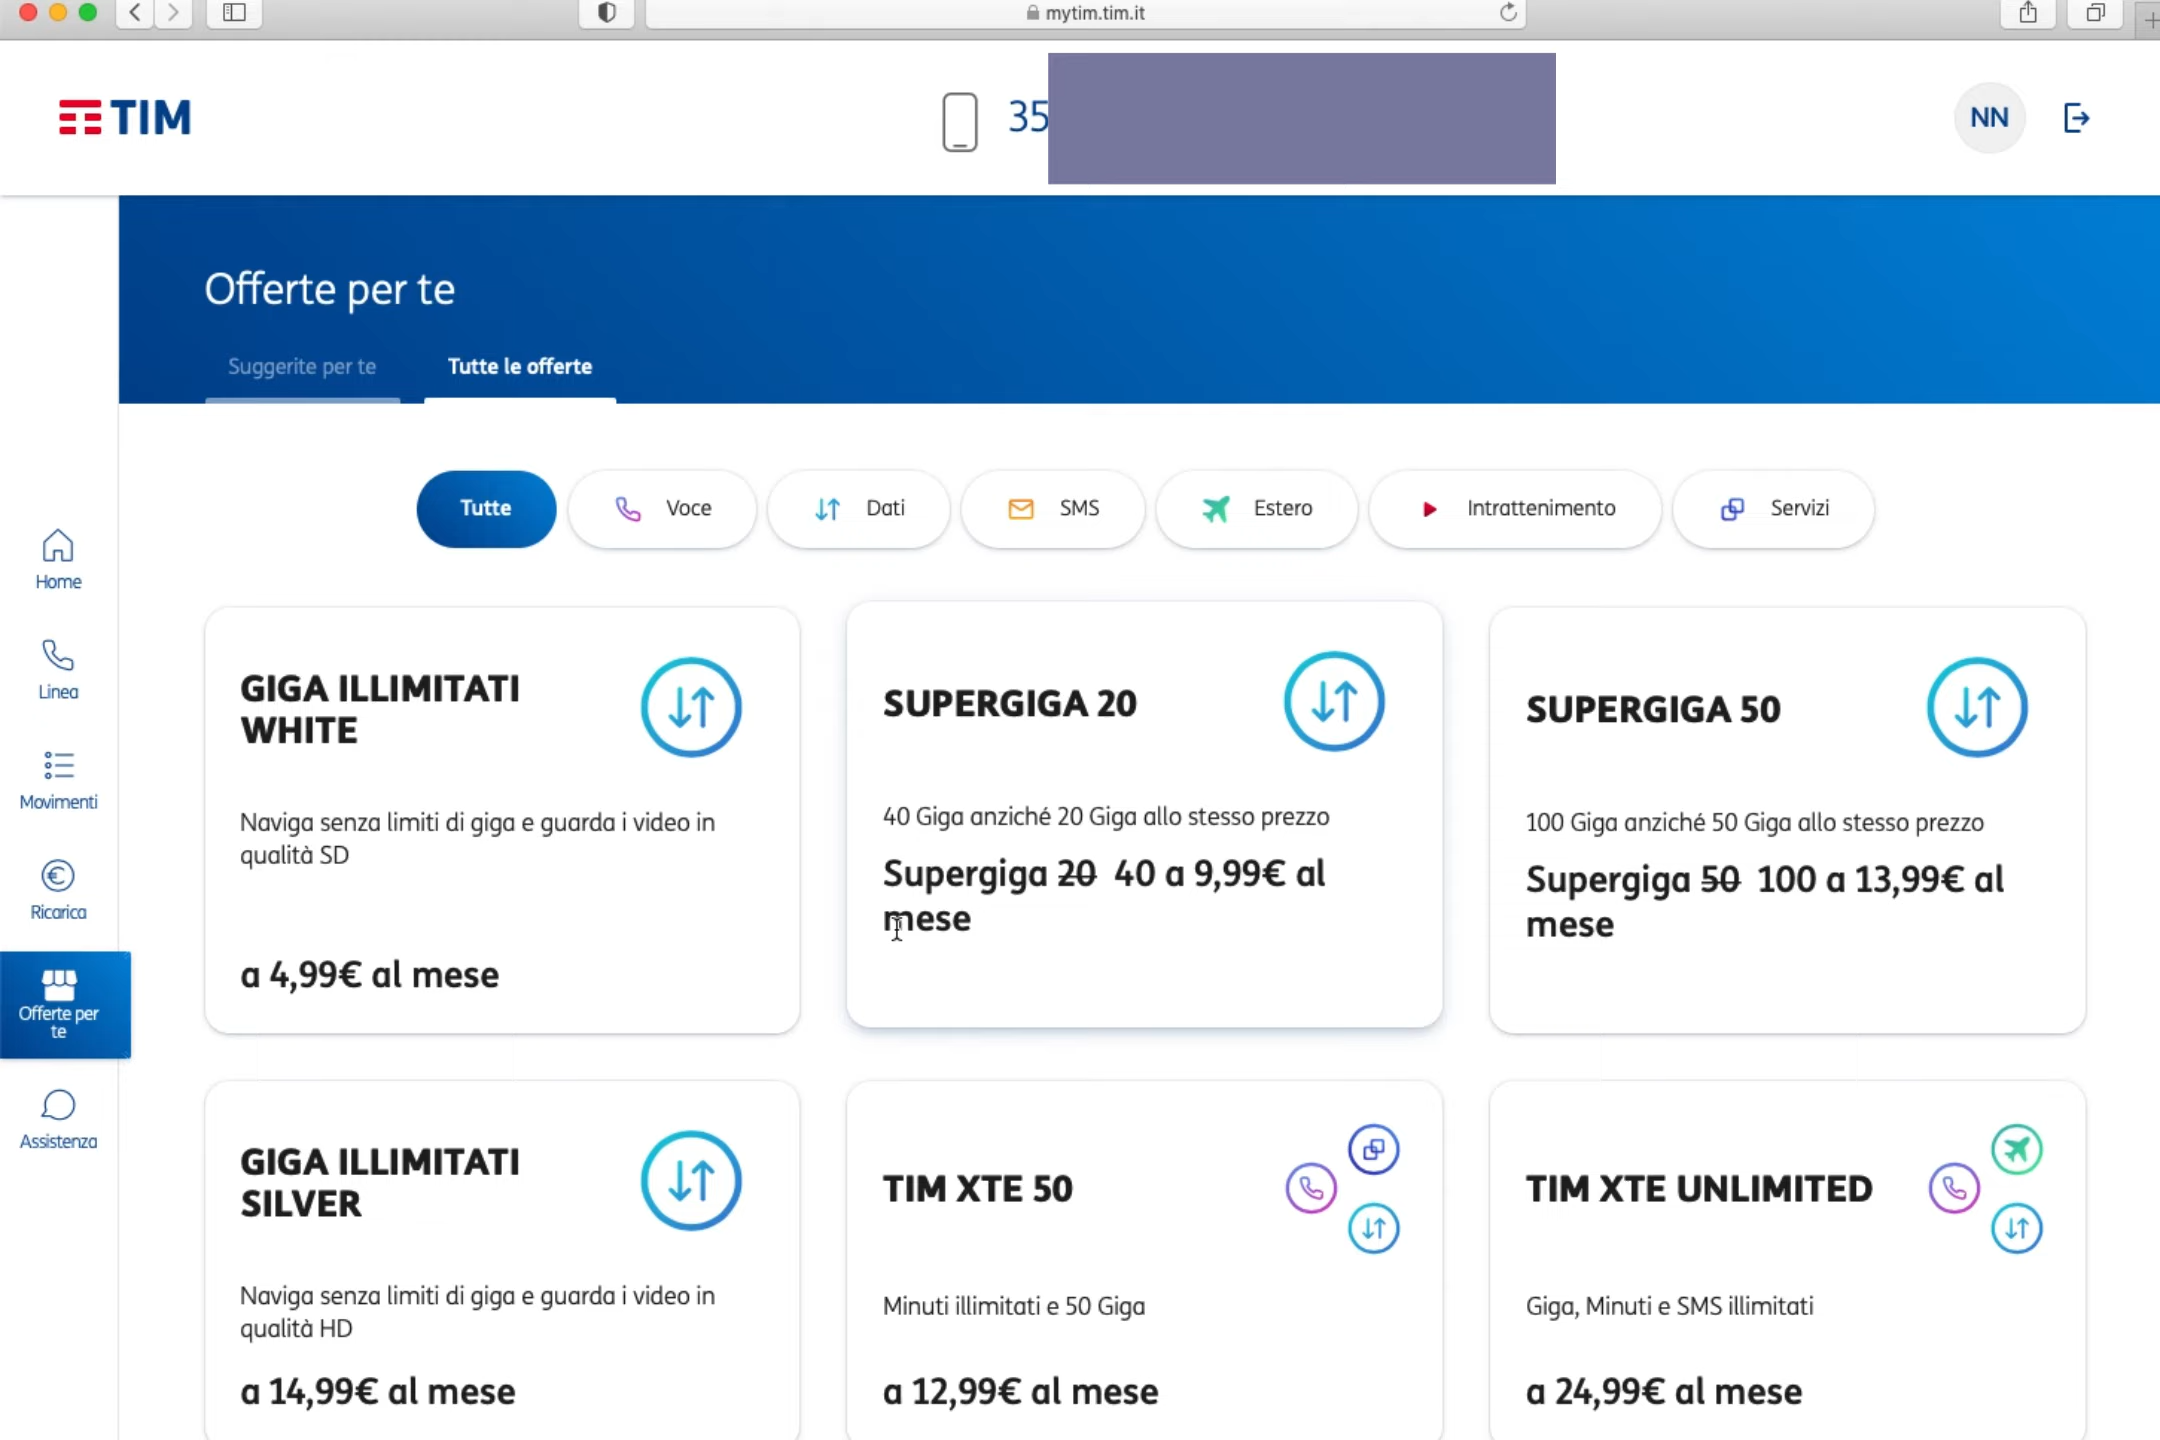 mytim.tim.it
TIM
35
NN
Offerte per te
Suggerite per te
Tutte le offerte
Tutte
Voce
Dati
SMS
Estero
Intrattenimento
Servizi
Home
Linea
Movimenti
Ricarica
Offerte per
te
Assistenza
GIGA ILLIMITATI
WHITE
Naviga senza limiti di giga e guarda i video in
qualità SD
a 4,99€ al mese
SUPERGIGA 20
40 Giga anziché 20 Giga allo stesso prezzo
Supergiga 20 40 a 9,99€ al
mese
SUPERGIGA 50
100 Giga anziché 50 Giga allo stesso prezzo
Supergiga 50 100 a 13,99€ al
mese
GIGA ILLIMITATI
SILVER
Naviga senza limiti di giga e guarda i video in
qualità HD
a 14,99€ al mese
TIM XTE 50
Minuti illimitati e 50 Giga
a 12,99€ al mese
TIM XTE UNLIMITED
Giga, Minuti e SMS illimitati
a 24,99€ al mese